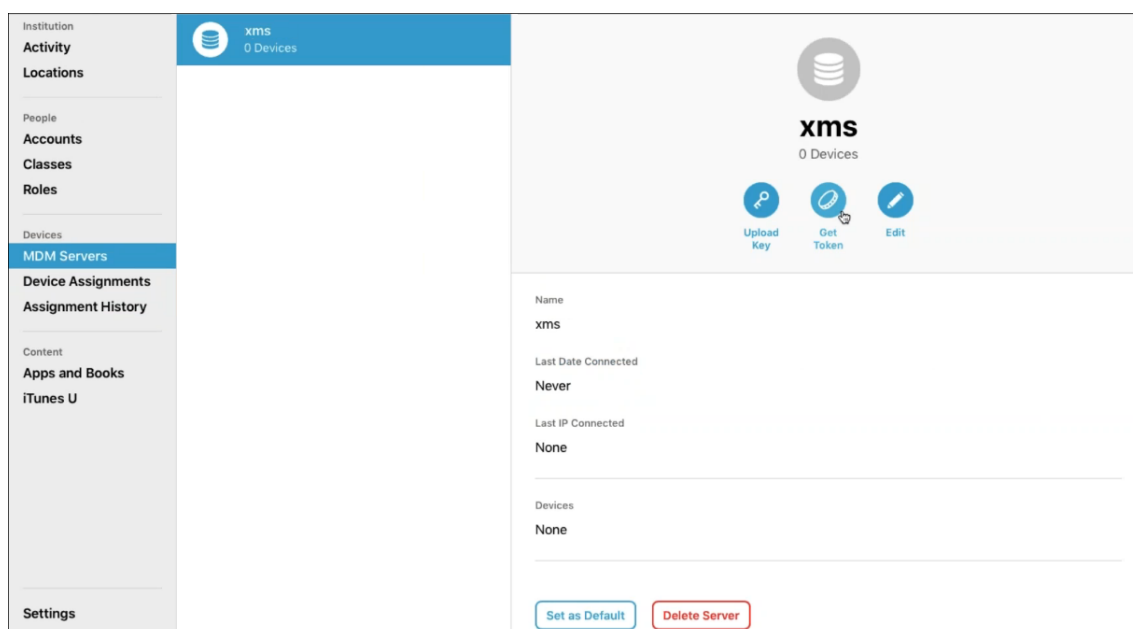 Institution
Activity
Locations
People
Accounts
Classes
Roles
Devices
MDM Servers
Device Assignments
Assignment History
Content
Apps and Books
iTunes U
Settings
xms
0 Devices
xms
0 Devices
Upload
Key
Get
Token
Edit
Name
xms
Last Date Connected
Never
Last IP Connected
None
Devices
None
Set as Default
Delete Server